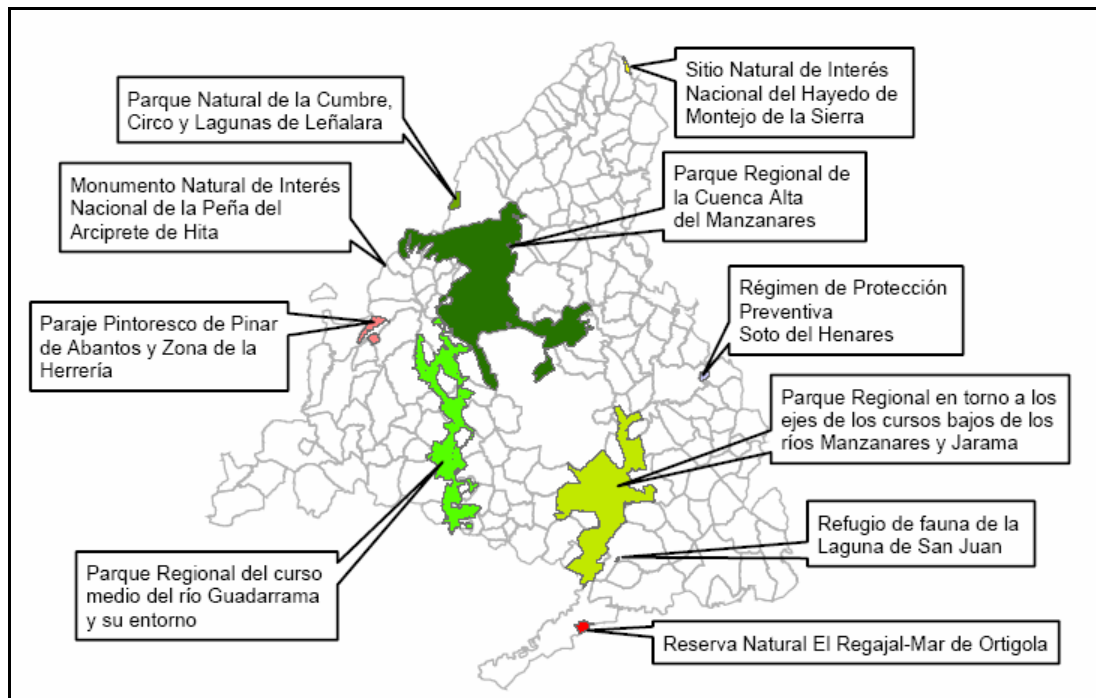 Sitio Natural de Interés
Nacional del Hayedo de
Montejo de la Sierra
Parque Natural de la Cumbre,
Circo y Lagunas de Leñalara
Parque Regional de
la Cuenca Alta
del Manzanares
Monumento Natural de Interés
Nacional de la Peña del
Arciprete de Hita
Régimen de Protección
Preventiva
Soto del Henares
Paraje Pintoresco de Pinar
de Abantos y Zona de la
Herrería
Parque Regional en torno a los
ejes de los cursos bajos de los
ríos Manzanares y Jarama
Refugio de fauna de la
Laguna de San Juan
Parque Regional del curso
medio del río Guadarrama
y su entorno
Reserva Natural El Regajal-Mar de Ortigola